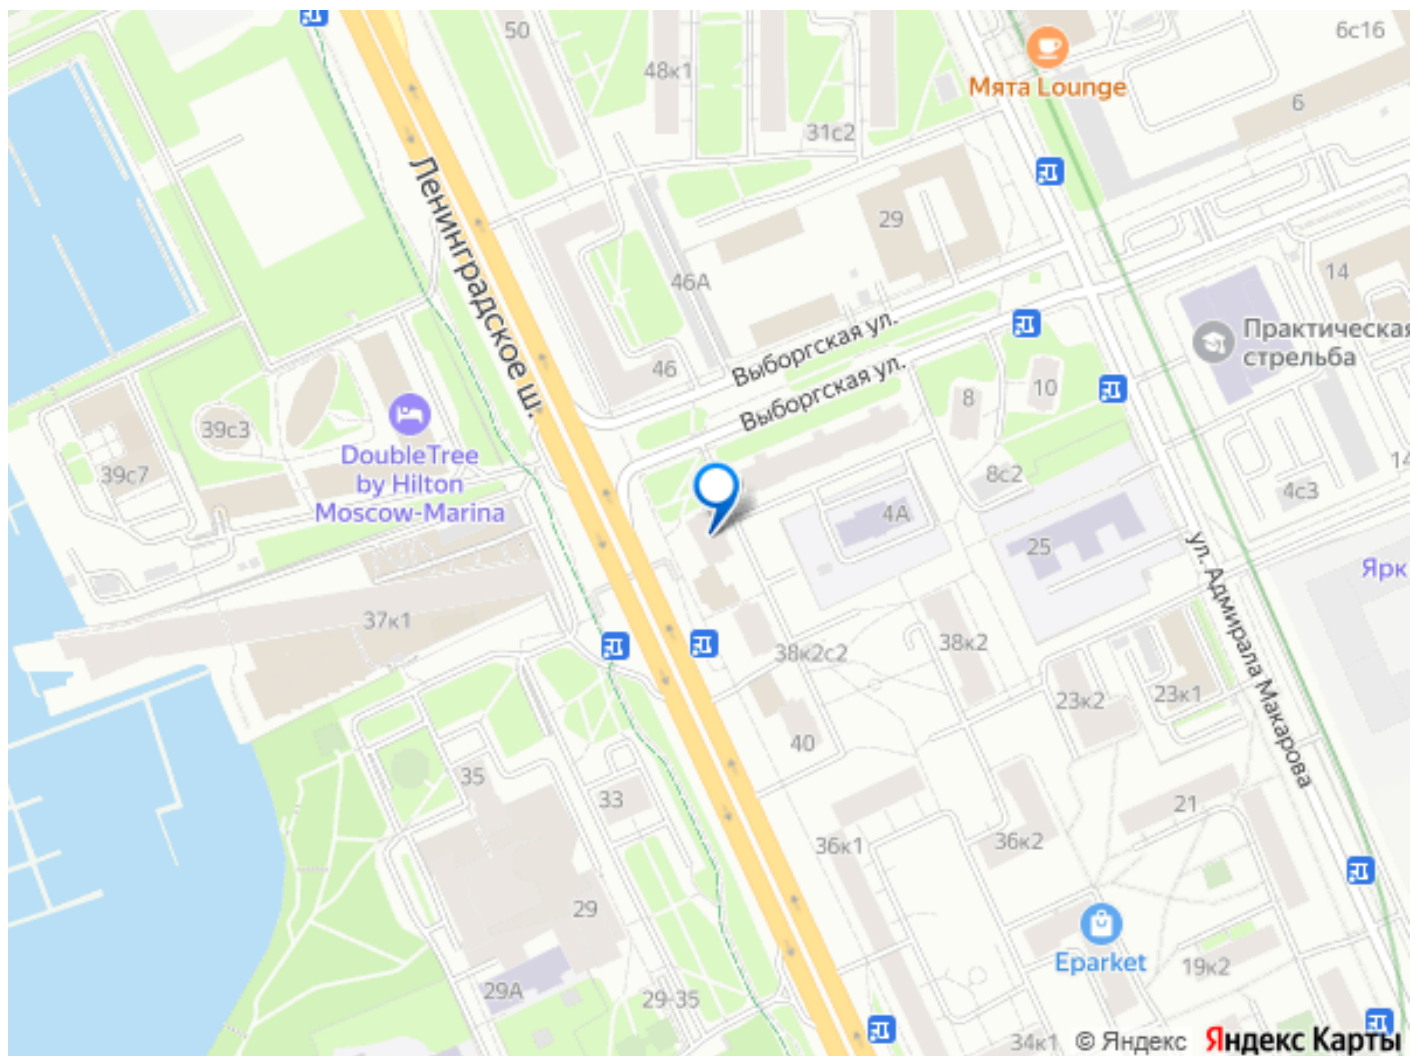 50
48к1
6с16
Мята Lounge
6
31с2
29
14
46А
Ленинградское ш.
Практическая
стрельба
Выборгская ул.
46
Выборгская ул.
10
8
39с3
DoubleTree
by Hilton
Moscow-Marina
39с7
14
8с2
4с3
4А
25
ул. Адмирала Макарова
Ярк
37к1
38к2
38к2с2
23к2
23к1
40
35
33
21
36к1
36к2
29
Eparket
19к2
29А
29-35
34к1
© Яндекс Яндекс Карты